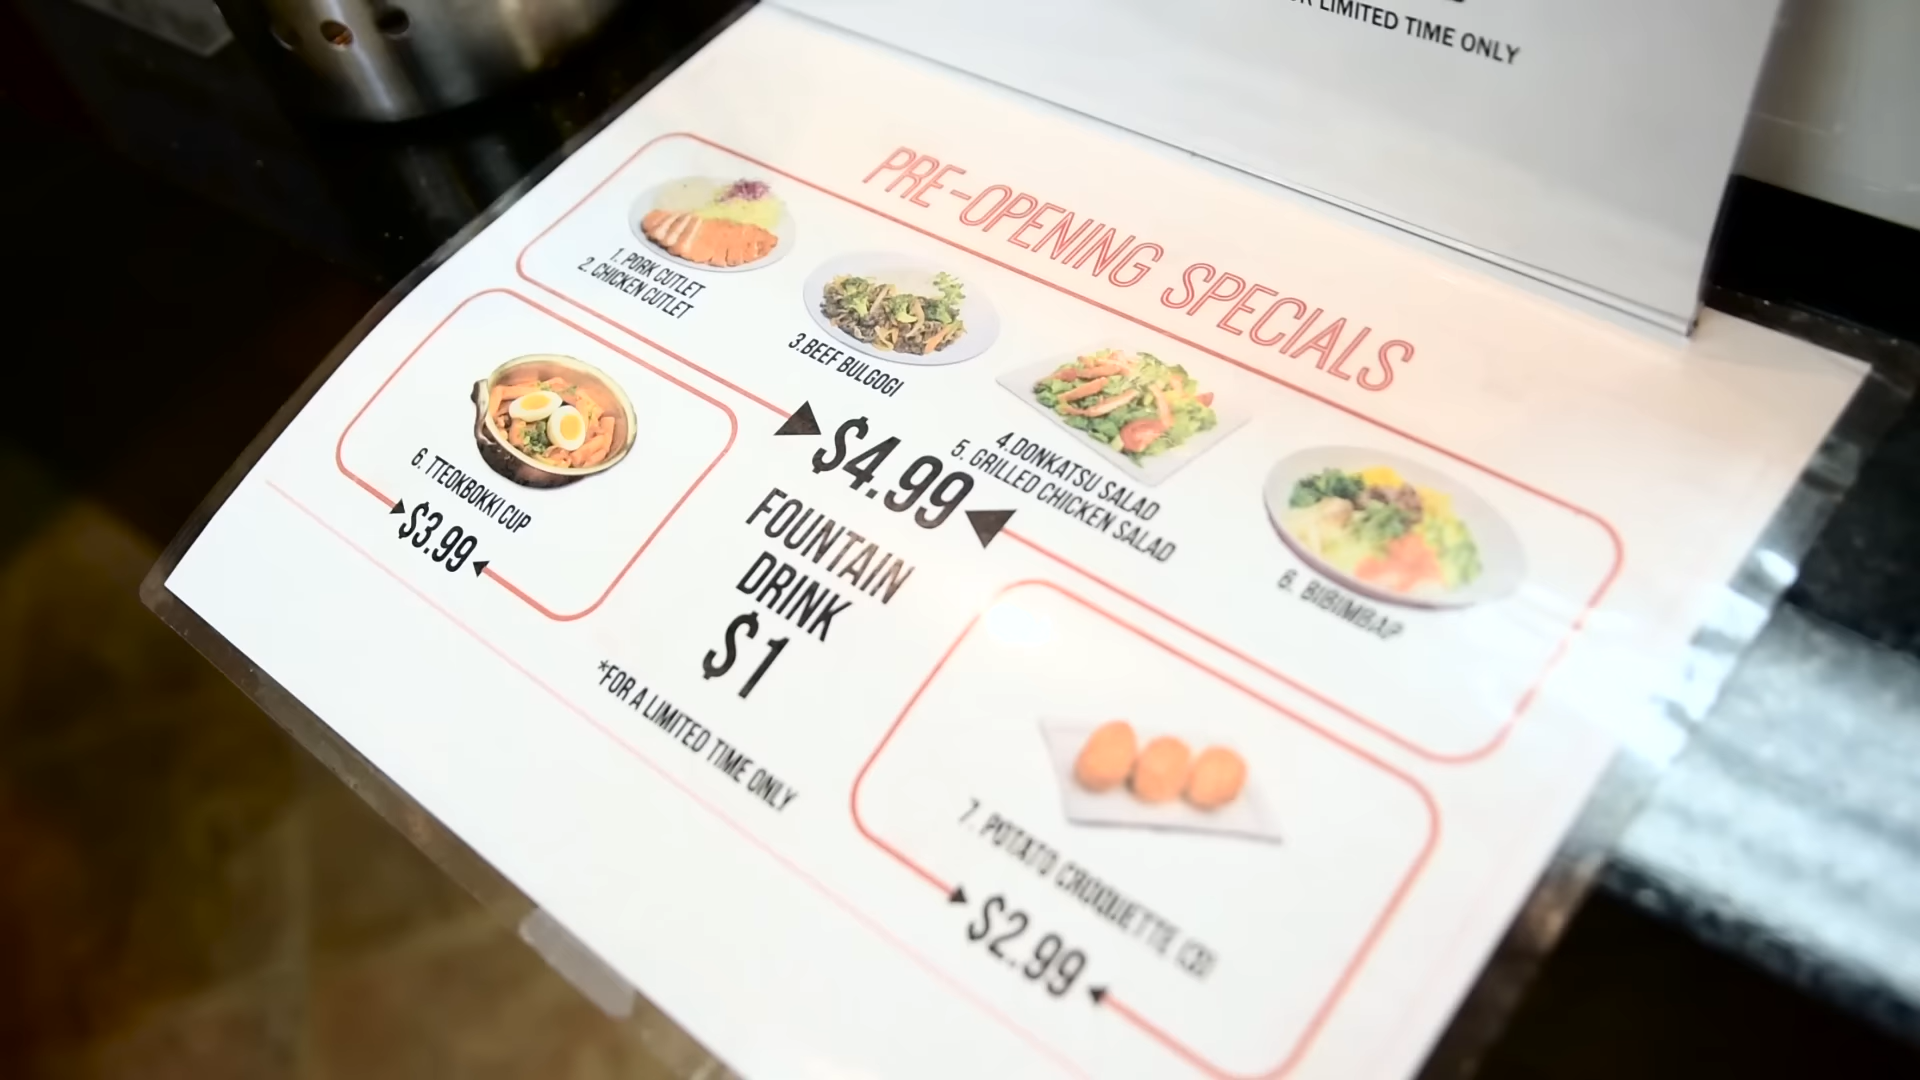 LIMITED TIME ONLY
PRE-OPENING SPECIALS
1. PORK CUTLET
2. CHICKEN CUTLET
3.BEEF BULGOGI
4.DONKATSU SALAD
5. GRILLED CHICKEN SALAD
6. BIBIMBAP
$4.99
6. TTEOKBOKKI CUP
$3.99
FOUNTAIN
DRINK
$1
*FOR A LIMITED TIME ONLY
7. POTATO CROQUETTE
$2.99